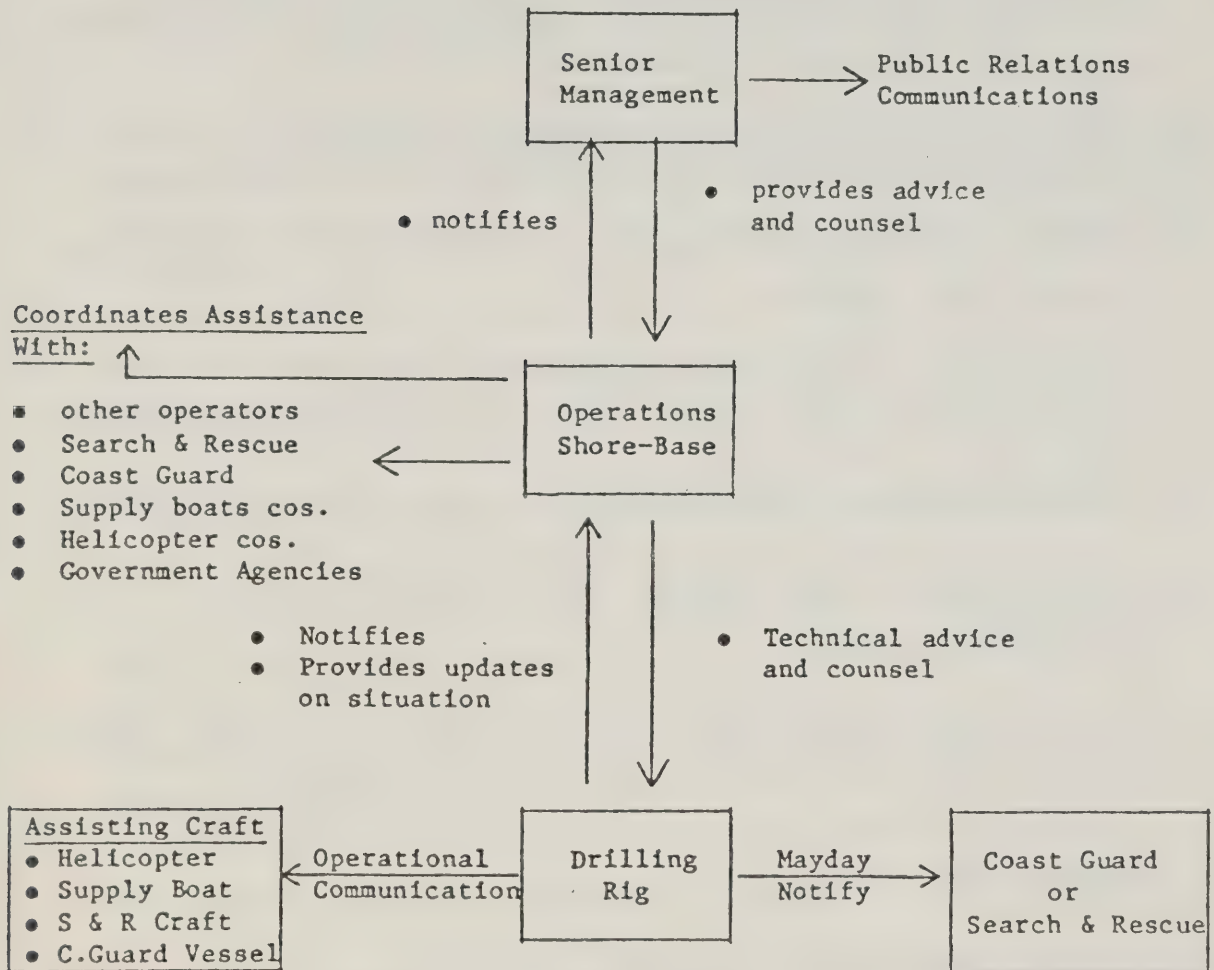 Senior
Management
Public Relations
Communications
• notifies
• provides advice
and counsel
Coordinates Assistance
With:
• other operators
• Search & Rescue
• Coast Guard
• Supply boats cos.
• Helicopter cos.
• Government Agencies
Operations
Shore-Base
• Notifies
• Provides updates
on situation
• Technical advice
and counsel
Assisting Craft
• Helicopter
• Supply Boat
• S & R Craft
• C.Guard Vessel
Operational
Communication
Drilling
Rig
Mayday
Notify
Coast Guard
or
Search & Rescue